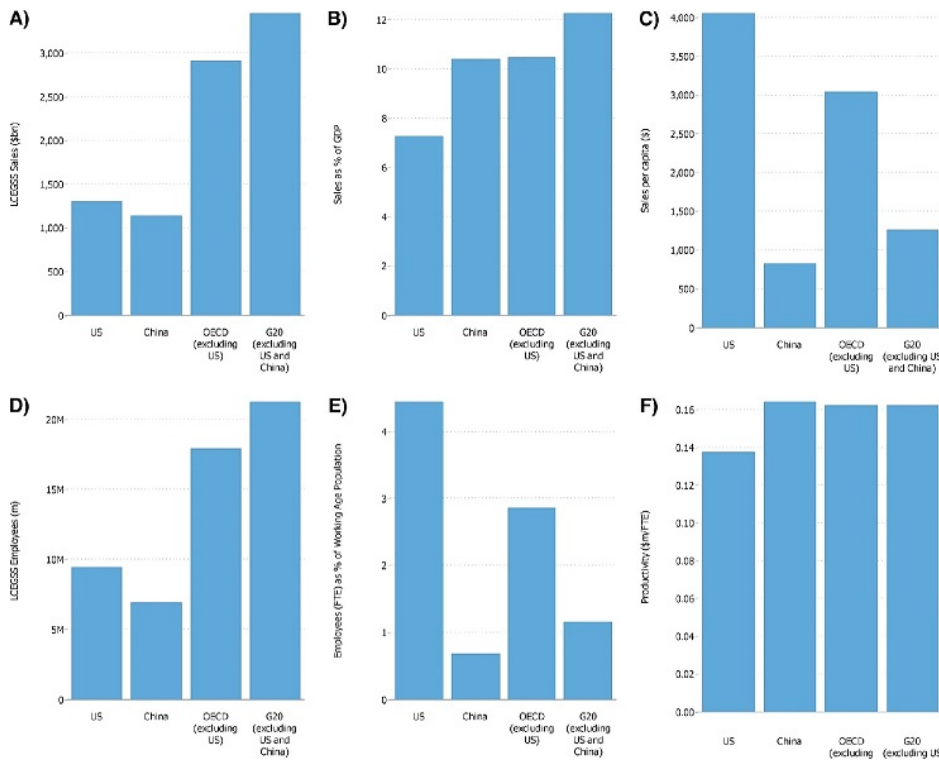 A)
LCEGSS Sales ($bn)
3,000
2,500
2,000
1,500
1,000
500
0
US
China
OECD
(excluding
US)
G20
(excluding
US and
China)
B)
Sales as % of GDP
12
10
8
6
4
2
0
US
China
OECD
(excluding
US)
G20
(excluding
US and
China)
C)
Sales per capita ($)
4,000
3,500
3,000
2,500
2,000
1,500
1,000
500
0
US
China
OECD
(excluding
US)
G20
(excluding US
and China)
D)
LCEGSS Employees (m)
20M
15M
10M
5M
0
US
China
OECD
(excluding
US)
G20
(excluding
US and
China)
E)
Employees (FTE) as % of Working Age Population
4
3
2
1
0
US
China
OECD
(excluding
US)
G20
(excluding
US and
China)
F)
Productivity ($m/FTE)
0.16
0.14
0.12
0.10
0.08
0.06
0.04
0.02
0.00
US
China
OECD
(excluding
G20
(excluding US